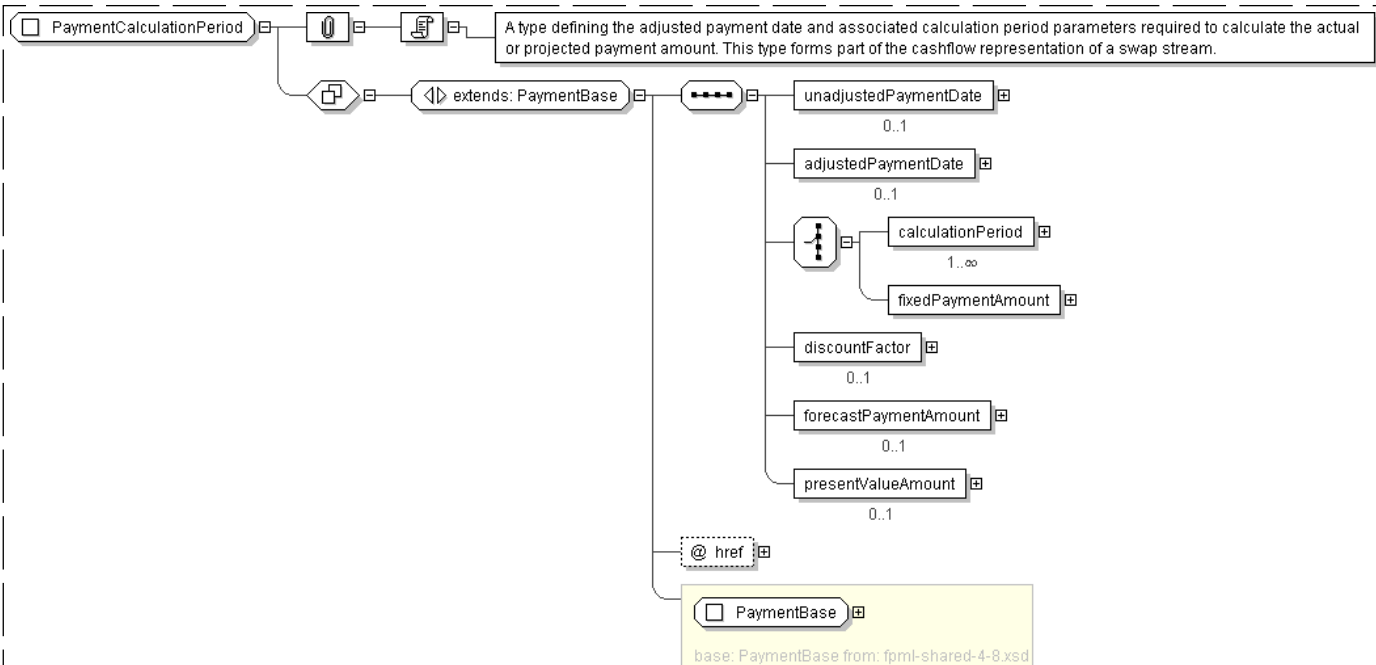 PaymentCalculationPeriod
A type defining the adjusted payment date and associated calculation period parameters required to calculate the actual
or projected payment amount. This type forms part of the cashflow representation of a swap stream.
extends: PaymentBase
unadjustedPaymentDate
0..1
adjustedPaymentDate
0..1
calculationPeriod
1..∞
fixedPaymentAmount
discountFactor
0..1
forecastPaymentAmount
0..1
presentValueAmount
0..1
@ href
PaymentBase
base: PaymentBase from: fpml-shared-4-8.xsd